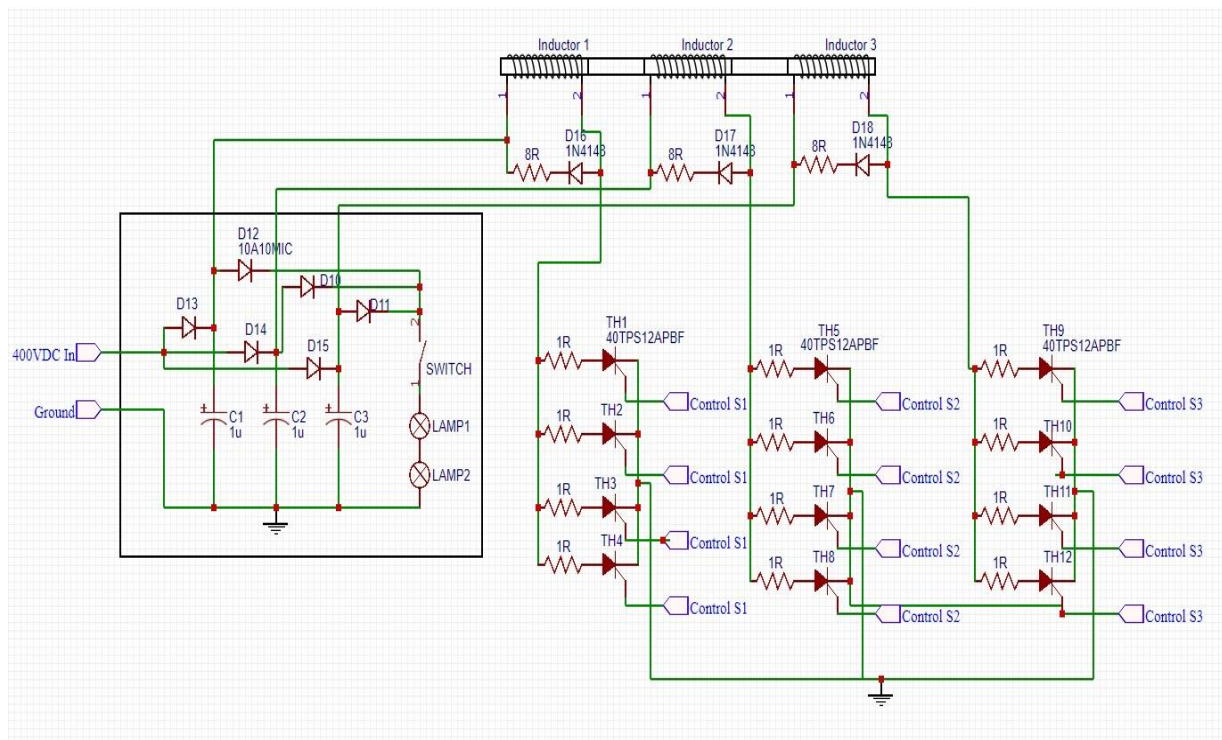 Inductor 1
Inductor 2
Inductor 3
1
2
1
2
1
2
D16
1N4148
8R
D17
1N4148
8R
D18
1N4148
8R
D12
10A10MIC
D10
D11
D13
D14
D15
400VDC In
Ground
2
SWITCH
1
C1
1u
C2
1u
C3
1u
LAMP1
LAMP2
TH1
40TPS12APBF
1R
Control S1
TH2
1R
Control S1
TH3
1R
Control S1
TH4
1R
Control S1
TH5
40TPS12APBF
1R
Control S2
TH6
1R
Control S2
TH7
1R
Control S2
TH8
1R
Control S2
TH9
40TPS12APBF
1R
Control S3
TH10
1R
Control S3
TH11
1R
Control S3
TH12
1R
Control S3